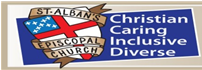 ST. ALBAN'S
EPISCOPAL
CHURCH
Christian
Caring
Inclusive
Diverse